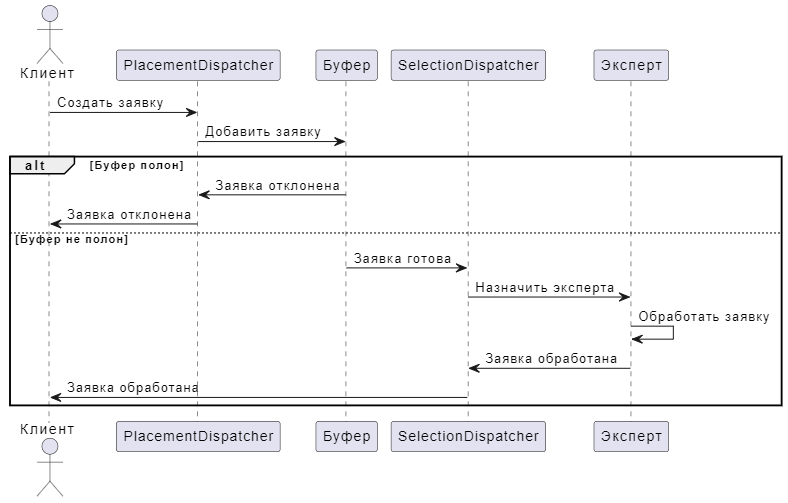 Клиент
PlacementDispatcher
Буфер
SelectionDispatcher
Эксперт
Создать заявку
Добавить заявку
alt
[Буфер полон]
Заявка отклонена
Заявка отклонена
[Буфер не полон]
Заявка готова
Назначить эксперта
Обработать заявку
Заявка обработана
Заявка обработана
Клиент
PlacementDispatcher
Буфер
SelectionDispatcher
Эксперт